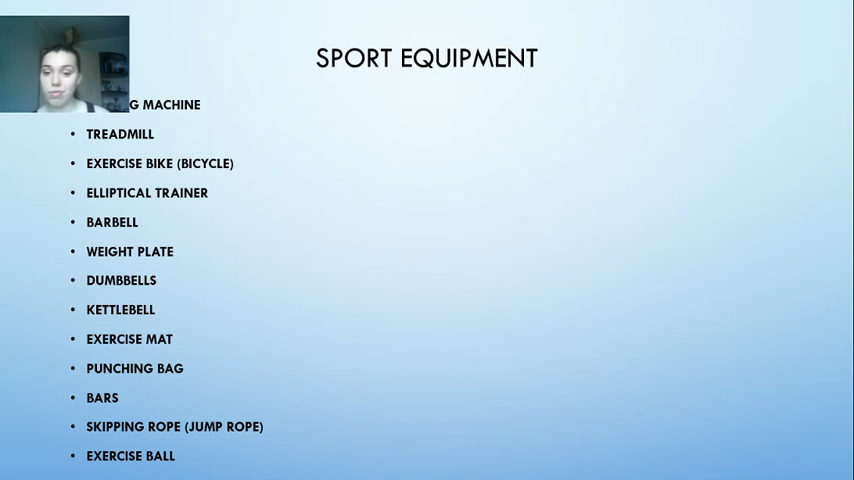 SPORT EQUIPMENT
G MACHINE
• TREADMILL
• EXERCISE BIKE (BICYCLE)
• ELLIPTICAL TRAINER
• BARBELL
• WEIGHT PLATE
• DUMBBELLS
• KETTLEBELL
• EXERCISE MAT
• PUNCHING BAG
• BARS
• SKIPPING ROPE (JUMP ROPE)
• EXERCISE BALL